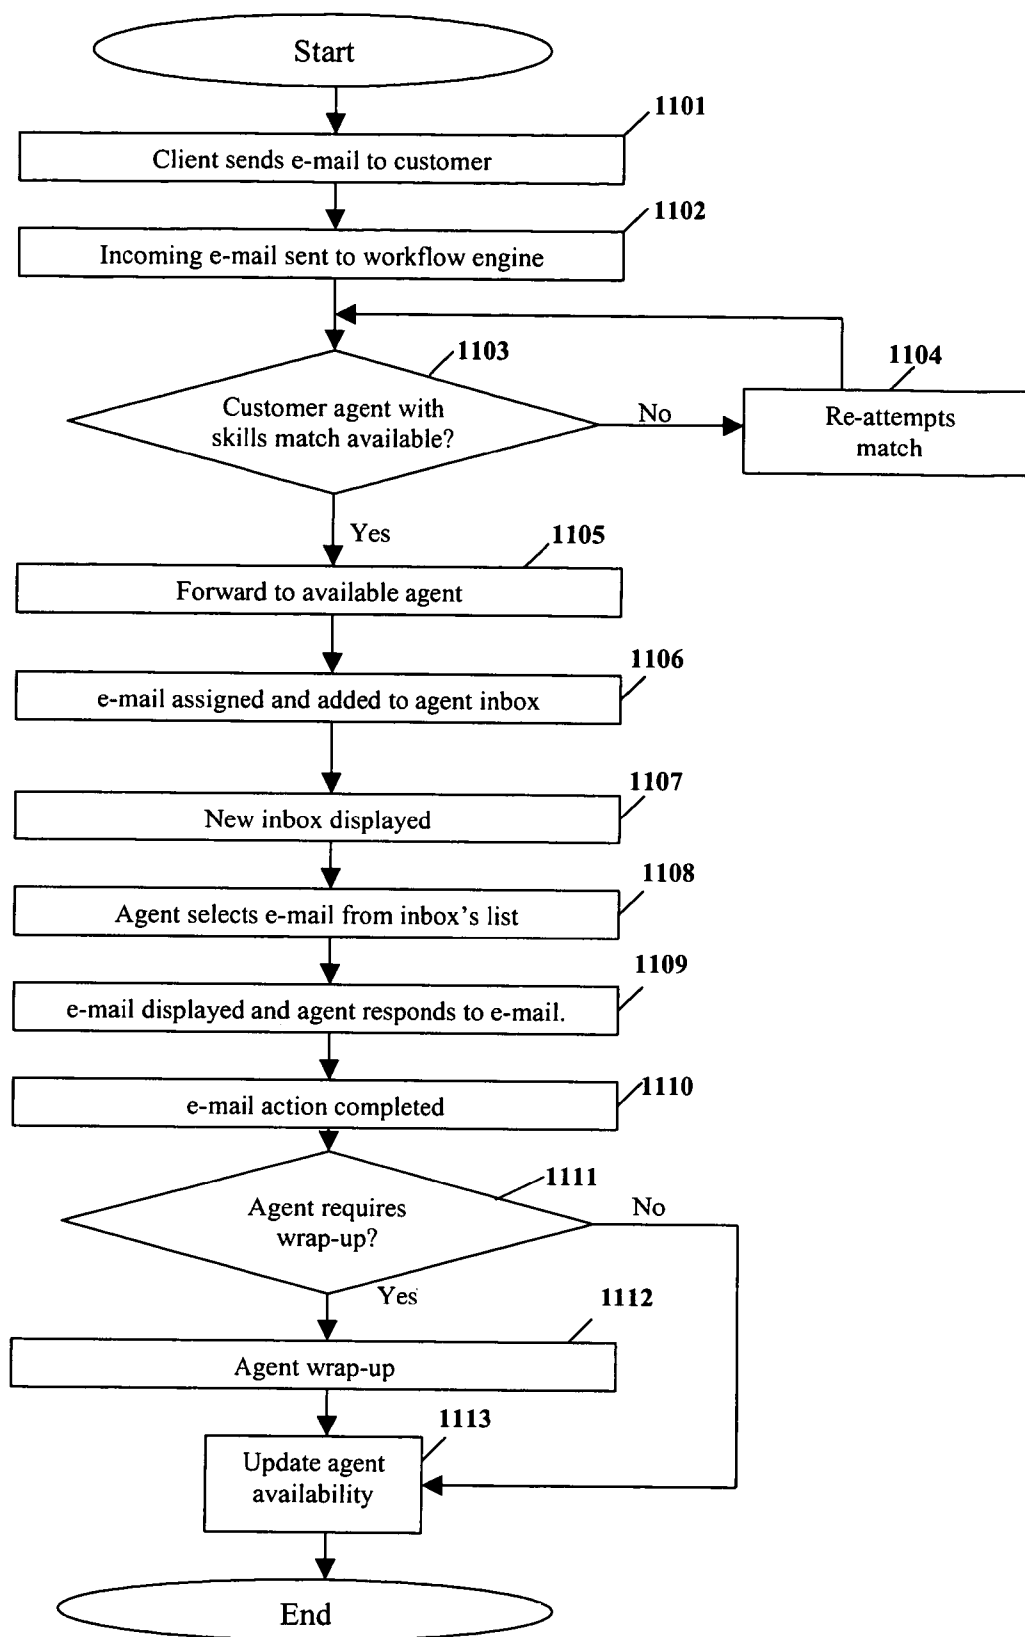 Start
1101
Client sends e-mail to customer
1102
Incoming e-mail sent to workflow engine
1103
Customer agent with
skills match available?
No
1104
Re-attempts
match
Yes
1105
Forward to available agent
1106
e-mail assigned and added to agent inbox
1107
New inbox displayed
1108
Agent selects e-mail from inbox’s list
1109
e-mail displayed and agent responds to e-mail.
1110
e-mail action completed
1111
Agent requires
wrap-up?
No
Yes
1112
Agent wrap-up
1113
Update agent
availability
End